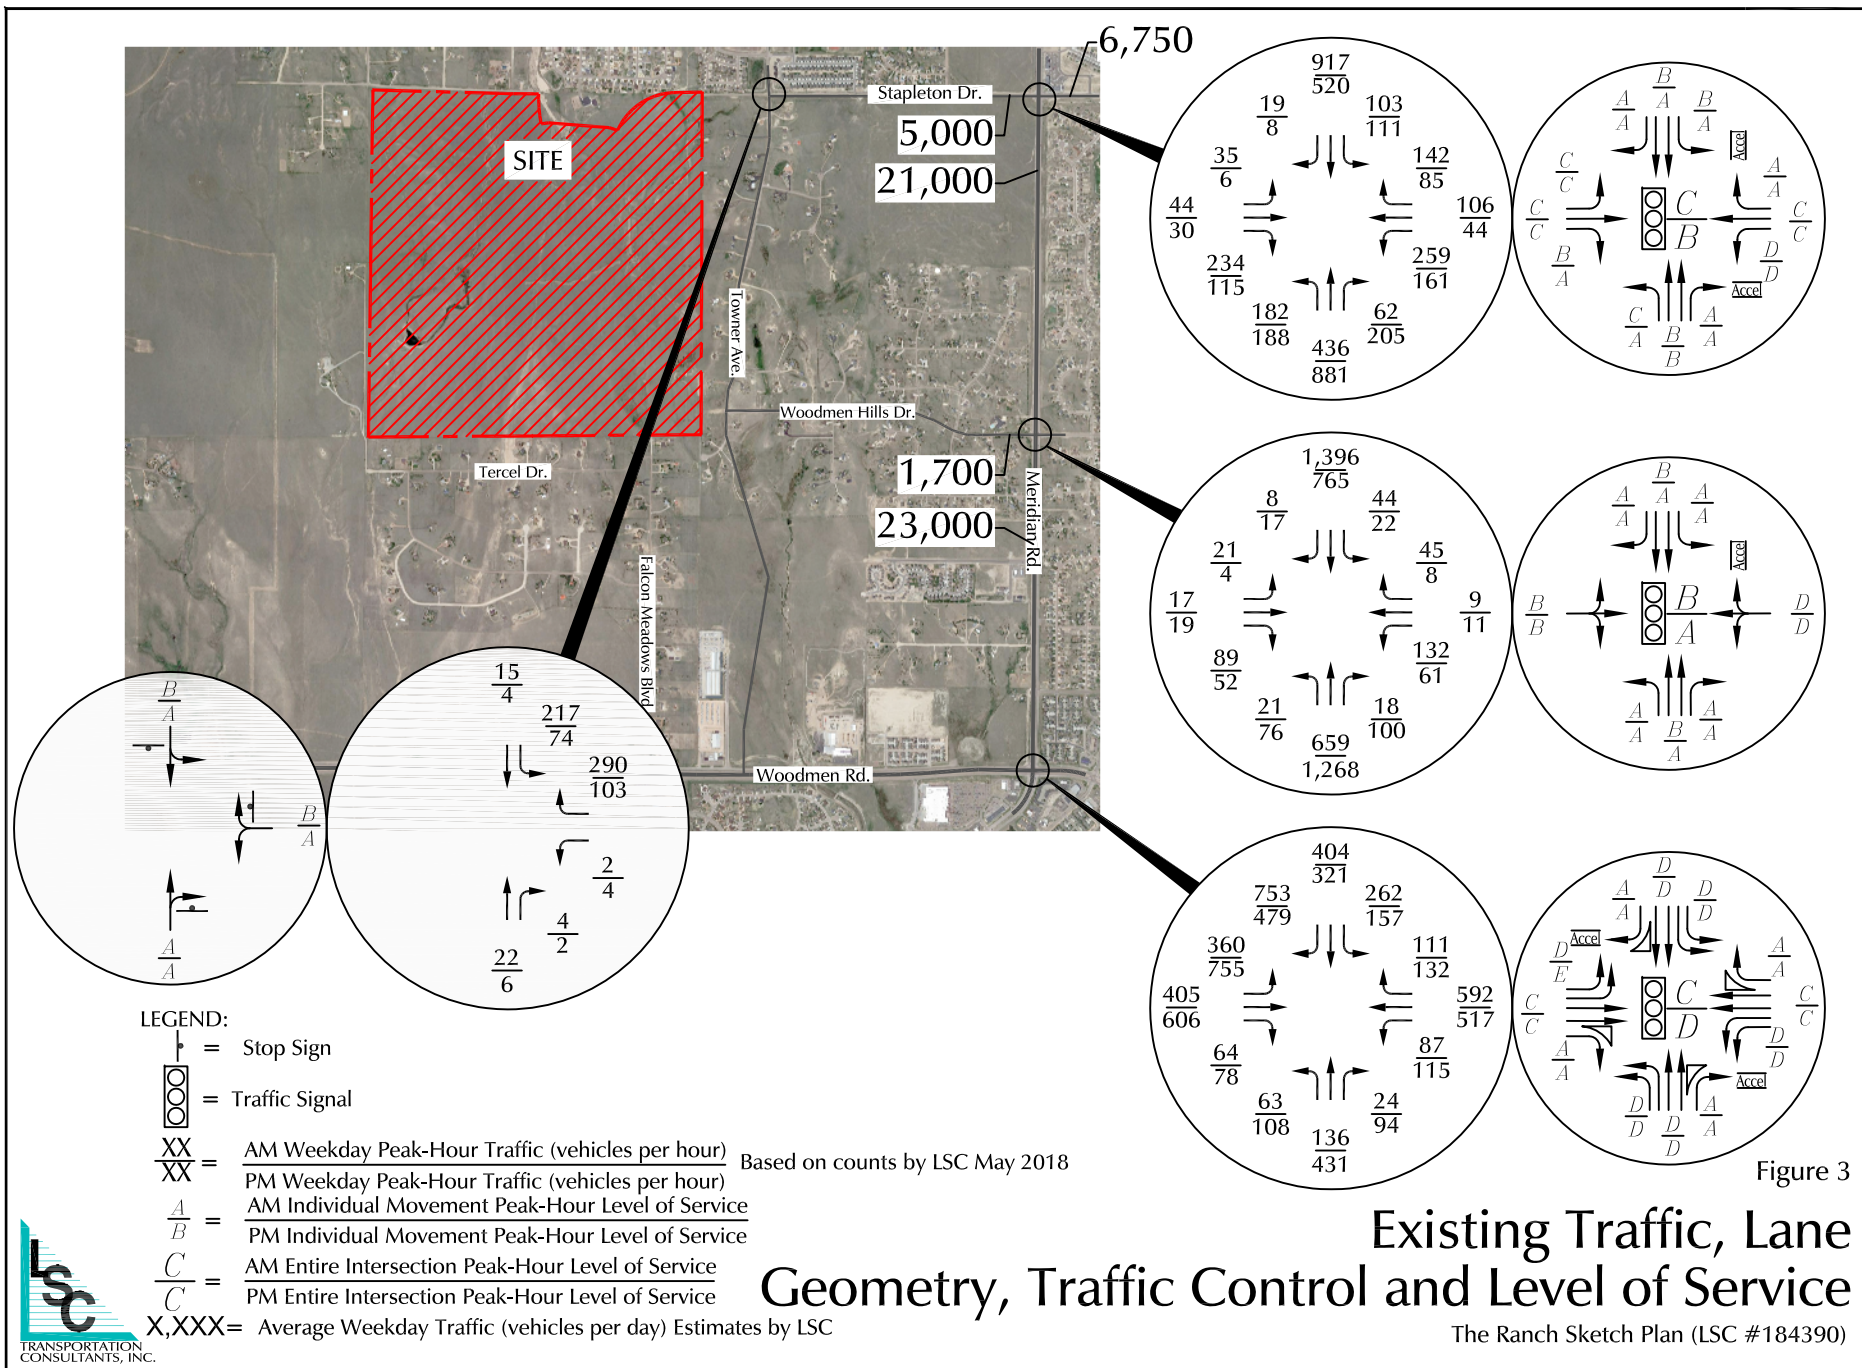 6,750
Stapleton Dr.
5,000
21,000
SITE
Towner Ave.
Woodmen Hills Dr.
1,700
23,000
Meridian Rd.
Tercel Dr.
Falcon Meadows Blvd
Woodmen Rd.
917
520
19
8
103
111
35
6
142
85
44
30
106
44
234
115
259
161
182
188
62
205
436
881
B
A
A
A
B
A
Accel
C
C
A
A
C
C
C
B
C
C
B
A
D
D
Accel
C
A
B
B
A
A
1,396
765
8
17
44
22
21
4
45
8
17
19
9
11
89
52
132
61
21
76
18
100
659
1,268
B
A
A
A
A
A
Accel
B
B
B
A
D
D
A
A
B
A
A
A
404
321
753
479
262
157
360
755
111
132
405
606
592
517
64
78
87
115
63
108
24
94
136
431
D
D
A
A
D
D
Accel
D
E
A
A
C
C
C
D
C
C
A
A
D
D
Accel
D
D
D
D
A
A
B
A
B
A
A
A
15
4
217
74
290
103
2
4
4
2
22
6
LEGEND:
= Stop Sign
= Traffic Signal
XX
XX = AM Weekday Peak-Hour Traffic (vehicles per hour)
PM Weekday Peak-Hour Traffic (vehicles per hour)
Based on counts by LSC May 2018
A
B = AM Individual Movement Peak-Hour Level of Service
PM Individual Movement Peak-Hour Level of Service
C
C = AM Entire Intersection Peak-Hour Level of Service
PM Entire Intersection Peak-Hour Level of Service
X,XXX= Average Weekday Traffic (vehicles per day) Estimates by LSC
LSC
TRANSPORTATION
CONSULTANTS, INC.
Figure 3
Existing Traffic, Lane
Geometry, Traffic Control and Level of Service
The Ranch Sketch Plan (LSC #184390)